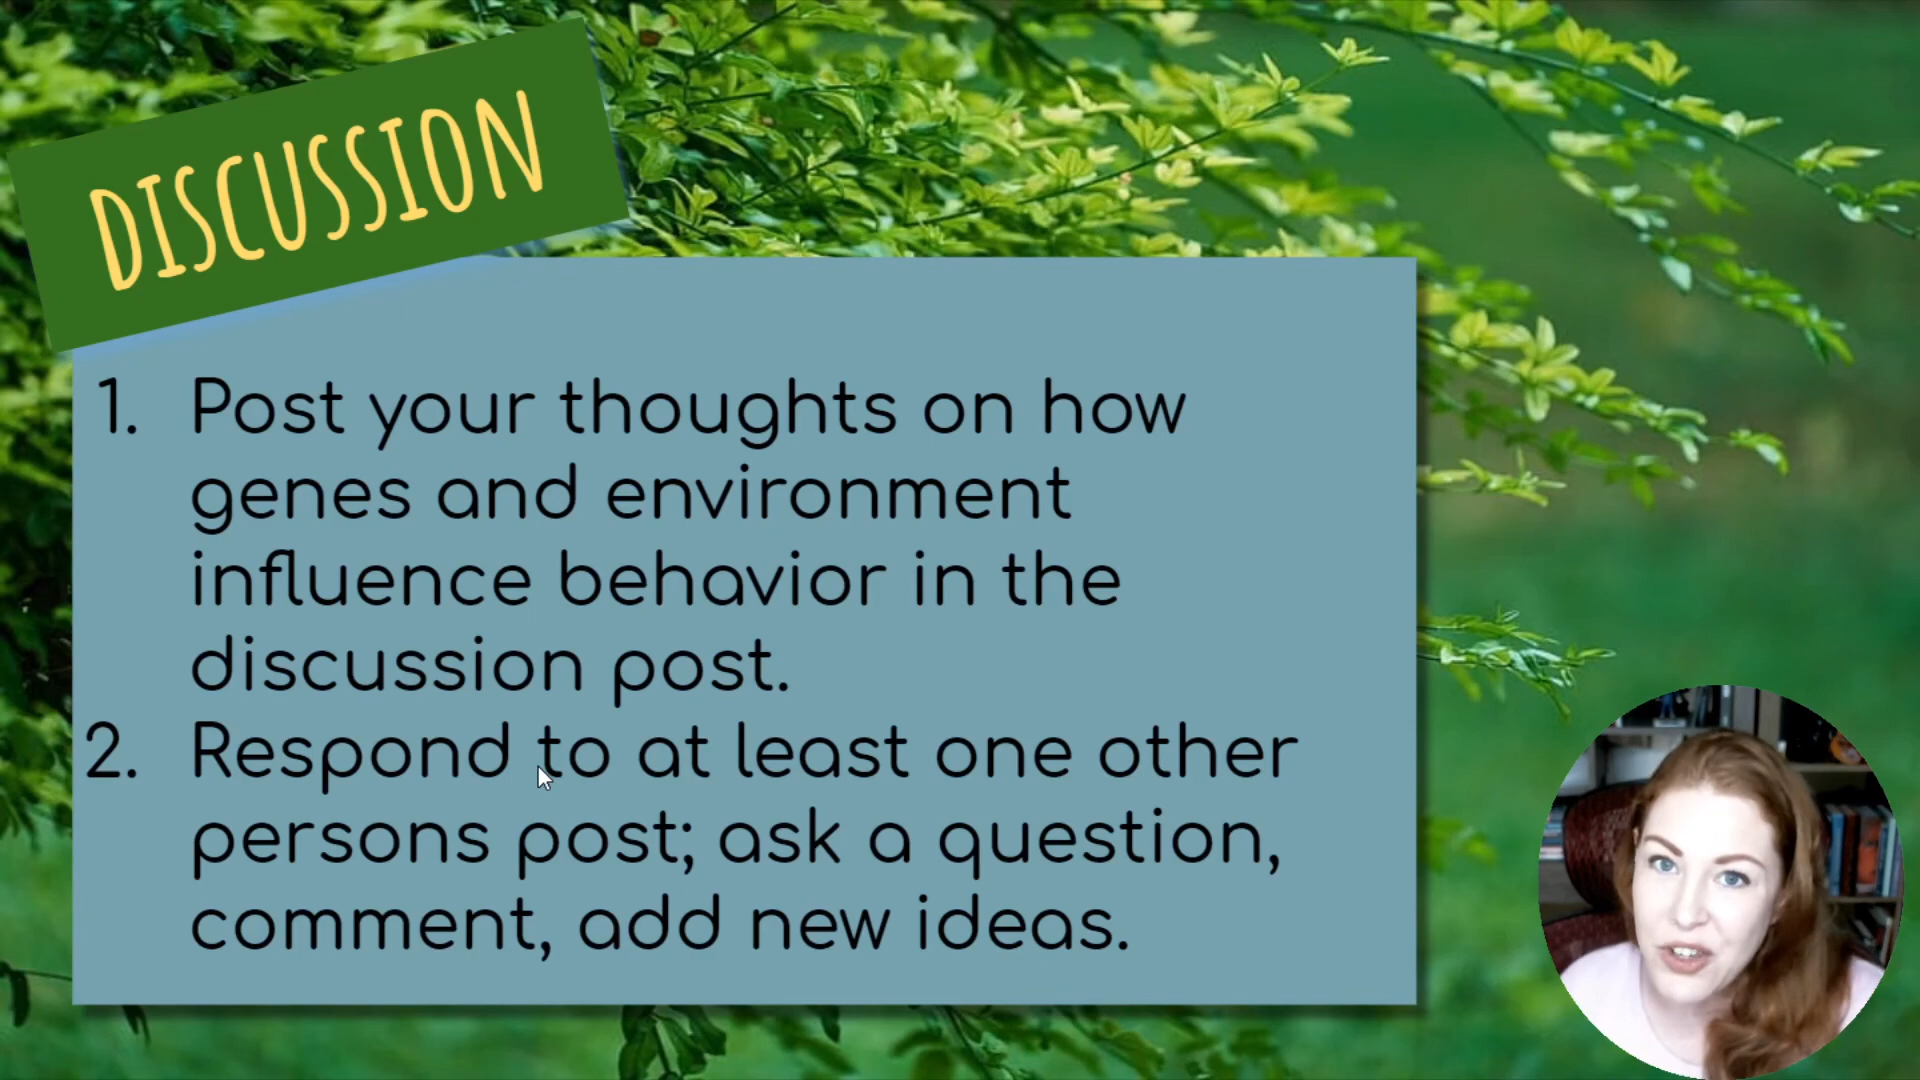 DISCUSSION
1. Post your thoughts on how
genes and environment
influence behavior in the
discussion post.
2. Respond to at least one other
persons post; ask a question,
comment, add new ideas.